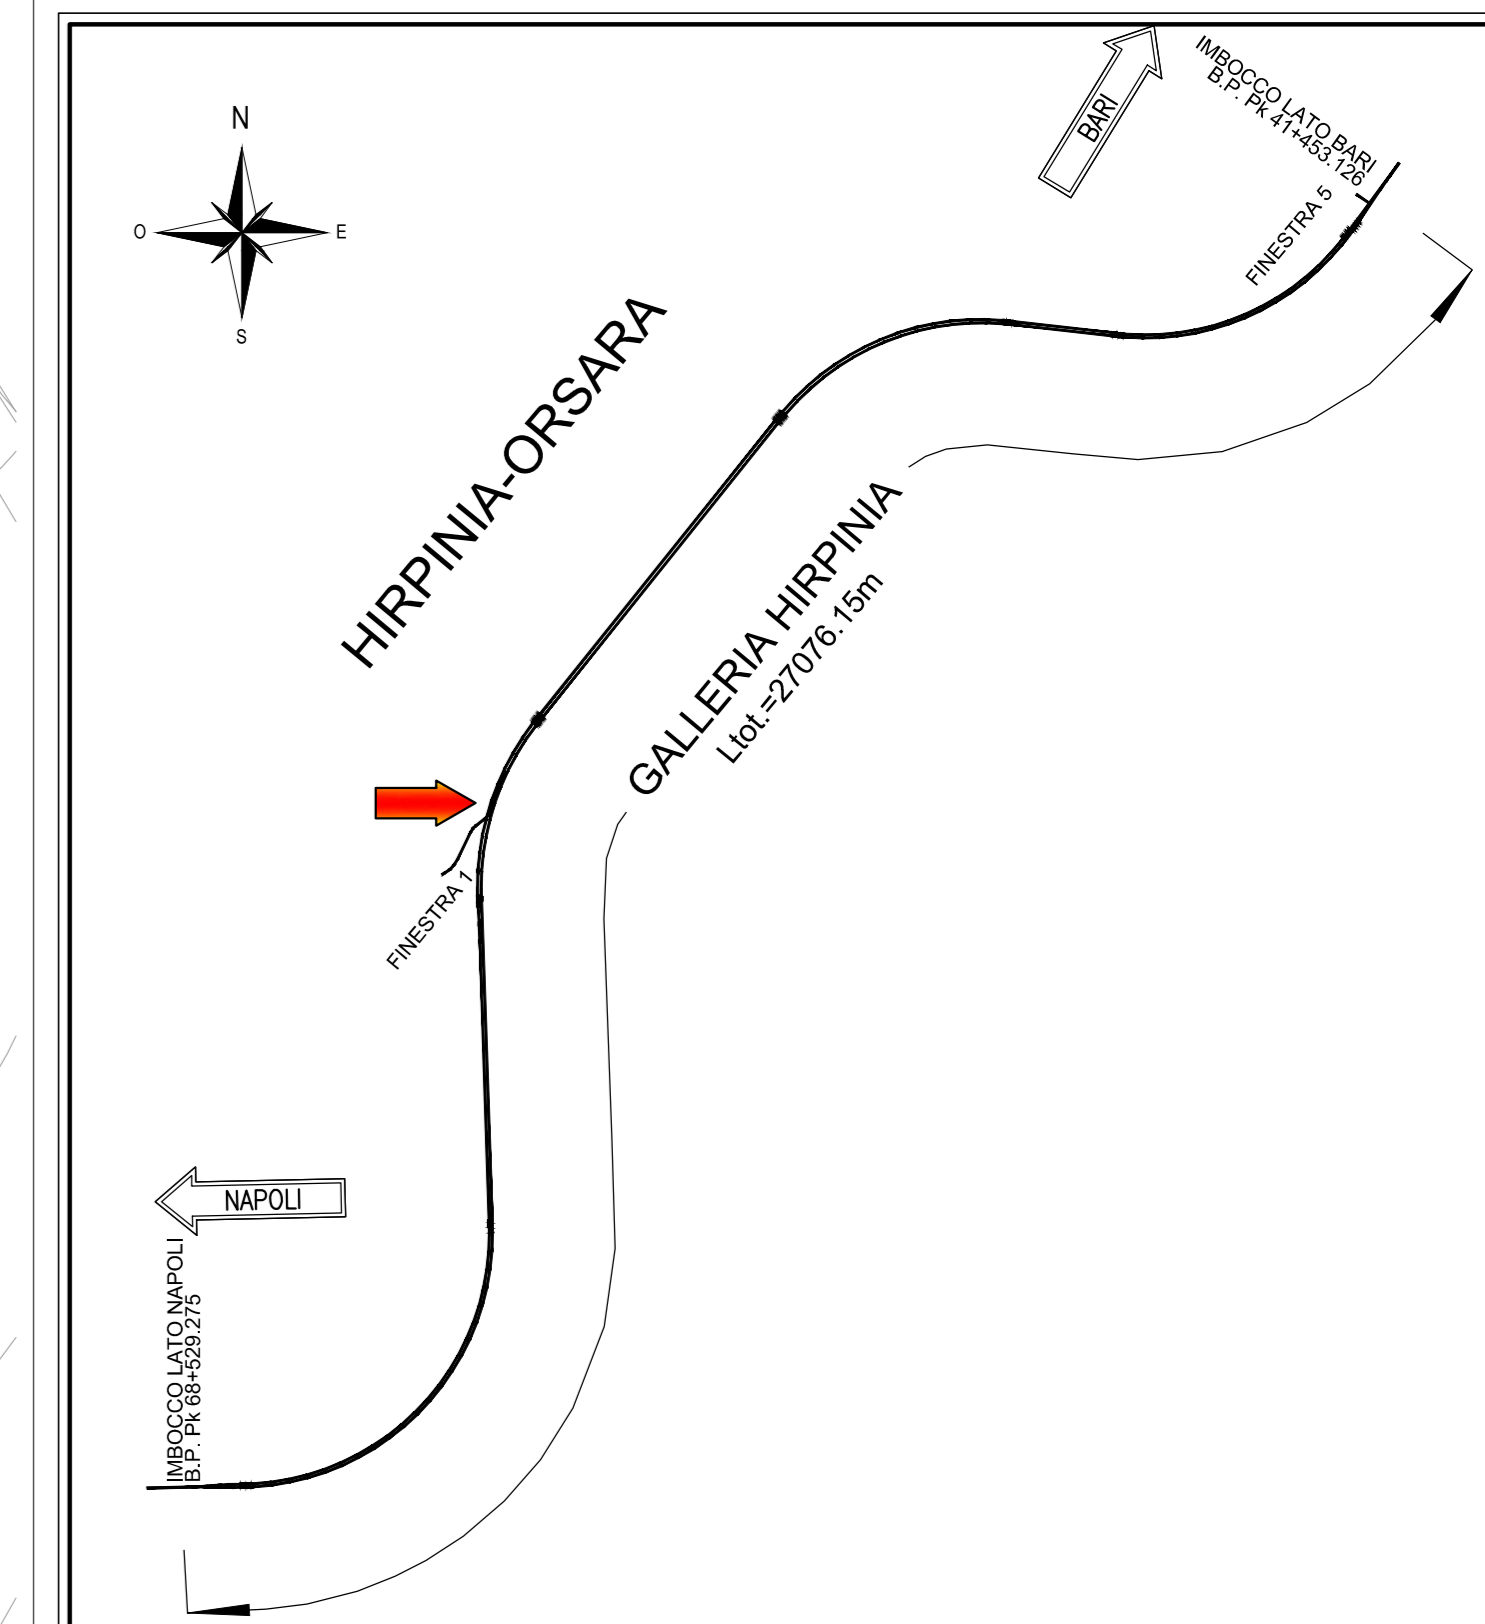 N
O
E
S
BARI
IMBOCCO LATO BARI
B.P. Pk 41+453.126
FINESTRA 5
HIRPINIA-ORSARA
GALLERIA HIRPINIA
Ltot.=27076.15m
FINESTRA 1
NAPOLI
IMBOCCO LATO NAPOLI
B.P. Pk 68+529.275